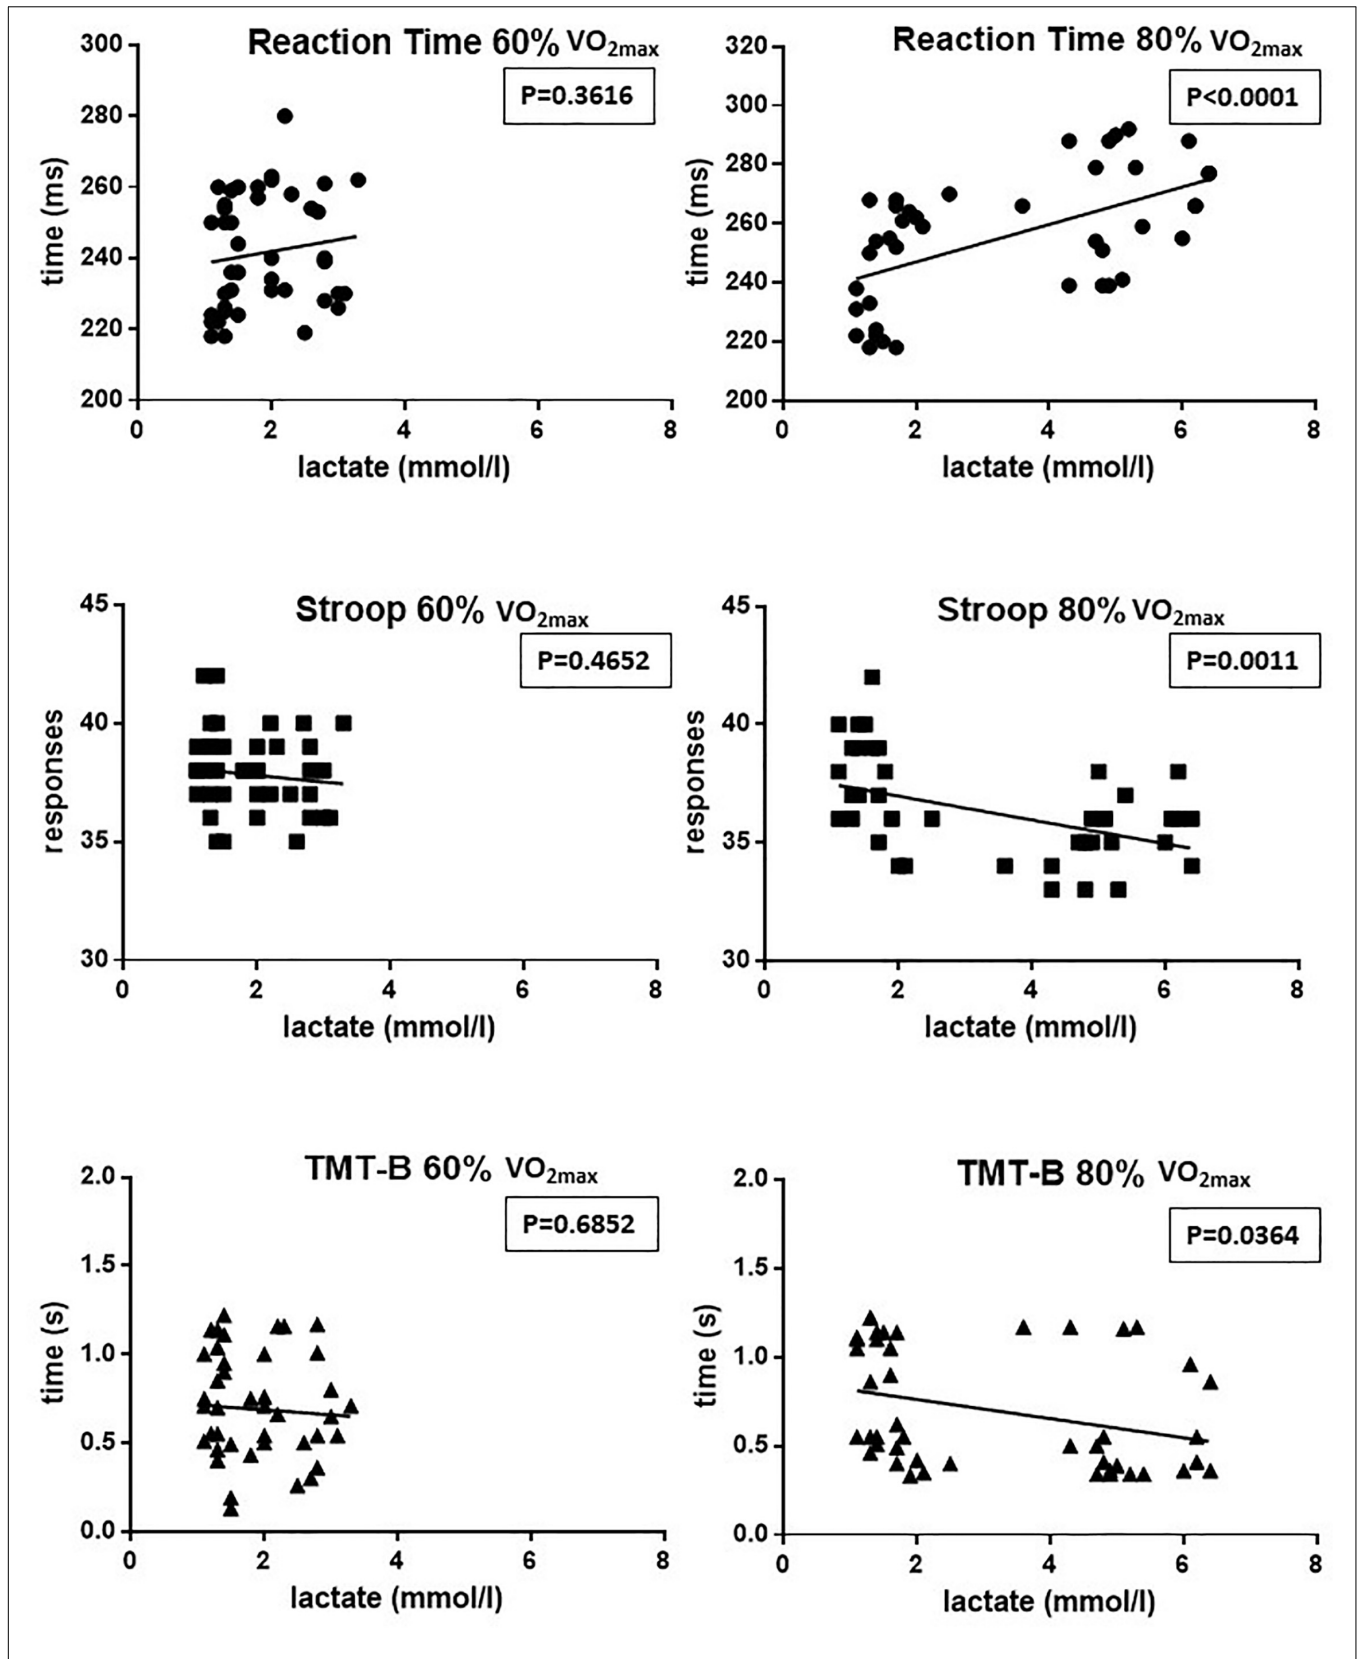 Reaction Time 60% VO2max
P=0.3616
300
280
260
240
220
200
time (ms)
0 2 4 6 8
lactate (mmol/l)
Reaction Time 80% VO2max
P<0.0001
320
300
280
260
240
220
200
time (ms)
0 2 4 6 8
lactate (mmol/l)
Stroop 60% VO2max
P=0.4652
45
40
35
30
responses
0 2 4 6 8
lactate (mmol/l)
Stroop 80% VO2max
P=0.0011
45
40
35
30
responses
0 2 4 6 8
lactate (mmol/l)
TMT-B 60% VO2max
P=0.6852
2.0
1.5
1.0
0.5
0.0
time (s)
0 2 4 6 8
lactate (mmol/l)
TMT-B 80% VO2max
P=0.0364
2.0
1.5
1.0
0.5
0.0
time (s)
0 2 4 6 8
lactate (mmol/l)